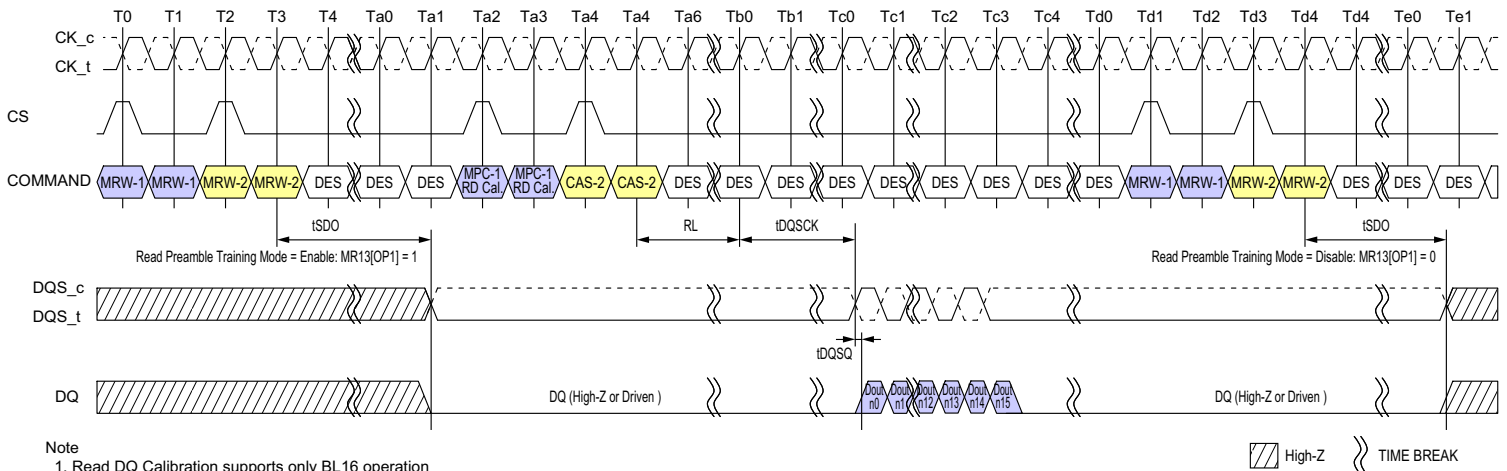 T0 T1 T2 T3 T4 Ta0 Ta1 Ta2 Ta3 Ta4 Ta6 Tb0 Tb1 Tc0 Tc1 Tc2 Tc3 Tc4 Td0 Td1 Td2 Td3 Td4 Td4 Te0 Te1
CK_c
CK_t
CS
COMMAND MRW-1 MRW-1 MRW-2 MRW-2 DES DES DES MPC-1 RD Cal. MPC-1 RD Cal. CAS-2 CAS-2 DES DES DES DES DES DES DES DES DES MRW-1 MRW-1 MRW-2 MRW-2 DES DES DES
tSDO RL tDQSCK tSDO
Read Preamble Training Mode = Enable: MR13[OP1] = 1 Read Preamble Training Mode = Disable: MR13[OP1] = 0
DQS_c
DQS_t
tDQSQ
DQ DQ (High-Z or Driven ) Dout n0 Dout n1 Dout n12 Dout n13 Dout n14 Dout n15 DQ (High-Z or Driven )
Note
1. Read DQ Calibration supports only BL16 operation
High-Z TIME BREAK